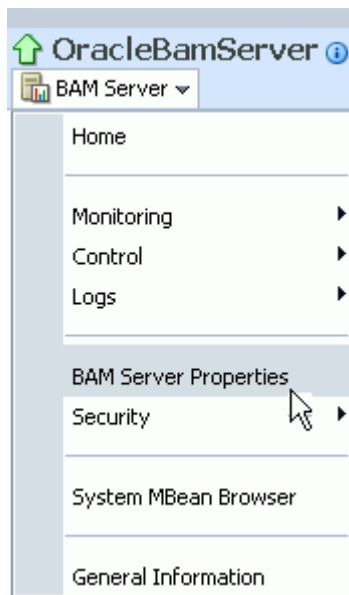 OracleBamServer
BAM Server
Home
Monitoring
Control
Logs
BAM Server Properties
Security
System MBean Browser
General Information